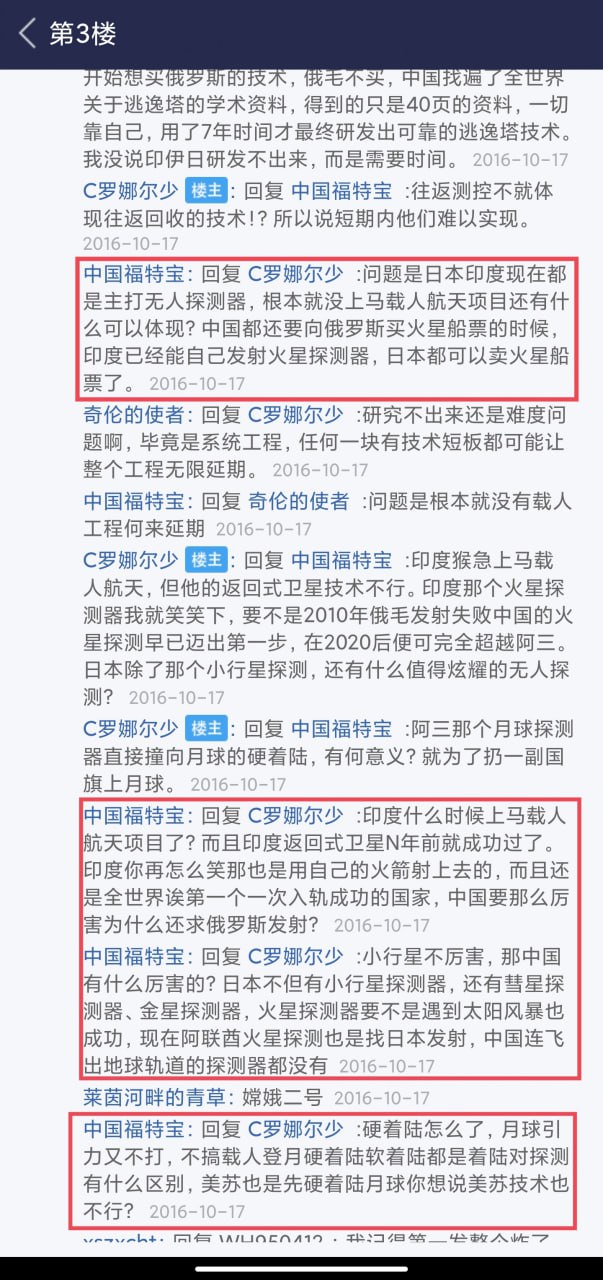 第3楼
开始想买俄罗斯的技术，俄毛不买，中国找遍了全世界
关于逃逸塔的学术资料，得到的只是40页的资料，一切
靠自己，用了7年时间才最终研发出可靠的逃逸塔技术。
我没说印伊日研发不出来，而是需要时间。 2016-10-17
C罗娜尔少 楼主 : 回复 中国福特宝 :往返测控不就体
现往返回收的技术!? 所以说短期内他们难以实现。
2016-10-17
中国福特宝: 回复 C罗娜尔少 :问题是日本印度现在都
是主打无人探测器，根本就没上马载人航天项目还有什
么可以体现? 中国都还要向俄罗斯买火星船票的时候，
印度已经能自己发射火星探测器，日本都可以卖火星船
票了。 2016-10-17
奇伦的使者: 回复 C罗娜尔少 :研究不出来还是难度问
题啊，毕竟是系统工程，任何一块有技术短板都可能让
整个工程无限延期。 2016-10-17
中国福特宝: 回复 奇伦的使者 :问题是根本就没有载人
工程何来延期 2016-10-17
C罗娜尔少 楼主 : 回复 中国福特宝 :印度猴急上马载
人航天，但他的返回式卫星技术不行。印度那个火星探
测器我就笑笑下，要不是2010年俄毛发射失败中国的火
星探测早已迈出第一步，在2020后便可完全超越阿三。
日本除了那个小行星探测，还有什么值得炫耀的无人探
测? 2016-10-17
C罗娜尔少 楼主 : 回复 中国福特宝 :阿三那个月球探测
器直接撞向月球的硬着陆，有何意义? 就为了扔一副国
旗上月球。 2016-10-17
中国福特宝: 回复 C罗娜尔少 :印度什么时候上马载人
航天项目了? 而且印度返回式卫星N年前就成功过了。
印度你再怎么笑那也是用自己的火箭射上去的，而且还
是全世界诶第一个一次入轨成功的国家，中国要那么厉
害为什么还求俄罗斯发射? 2016-10-17
中国福特宝: 回复 C罗娜尔少 :小行星不厉害，那中国
有什么厉害的? 日本不但有小行星探测器，还有彗星探
测器、金星探测器，火星探测器要不是遇到太阳风暴也
成功，现在阿联酋火星探测也是找日本发射，中国连飞
出地球轨道的探测器都没有 2016-10-17
莱茵河畔的青草: 嫦娥二号 2016-10-17
中国福特宝: 回复 C罗娜尔少 :硬着陆怎么了，月球引
力又不打，不搞载人登月硬着陆软着陆都是着陆对探测
有什么区别，美苏也是先硬着陆月球你想说美苏技术也
不行? 2016-10-17
xszxcht: 回复 WH950412 : 我记得第一发整个炸了